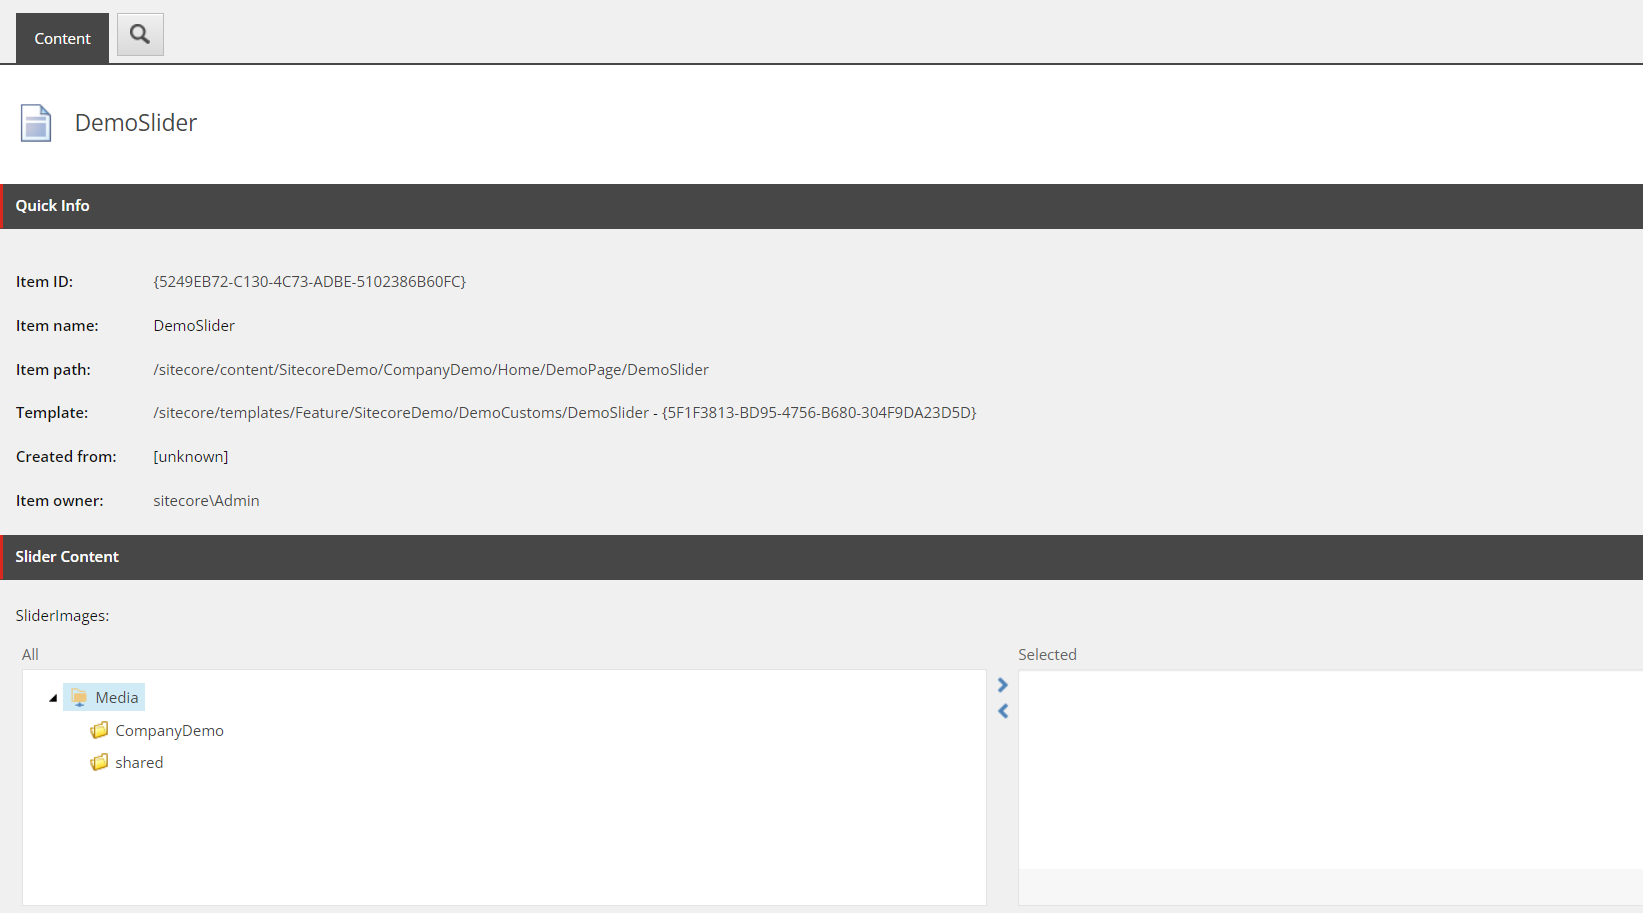 Content
DemoSlider
Quick Info
Item ID: {5249EB72-C130-4C73-ADBE-5102386B60FC}
Item name: DemoSlider
Item path: /sitecore/content/SitecoreDemo/CompanyDemo/Home/DemoPage/DemoSlider
Template: /sitecore/templates/Feature/SitecoreDemo/DemoCustoms/DemoSlider - {5F1F3813-BD95-4756-B680-304F9DA23D5D}
Created from: [unknown]
Item owner: sitecore\Admin
Slider Content
SliderImages:
All Selected
Media
CompanyDemo
shared